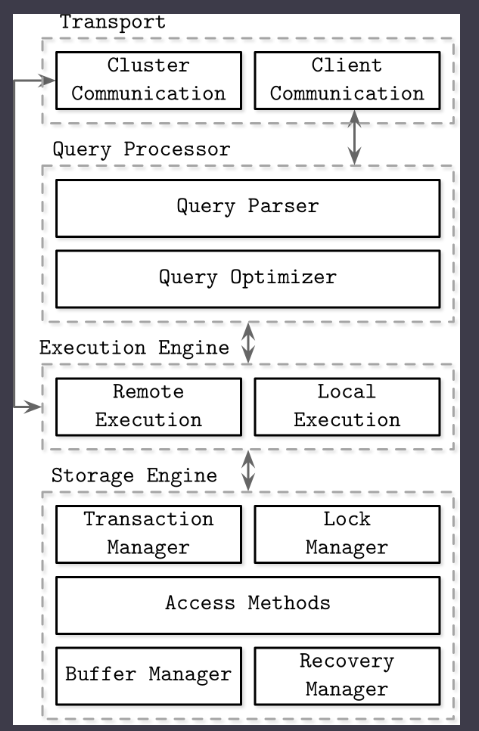 Transport
Cluster
Communication
Client
Communication
Query Processor
Query Parser
Query Optimizer
Execution Engine
Remote
Execution
Local
Execution
Storage Engine
Transaction
Manager
Lock
Manager
Access Methods
Buffer Manager
Recovery
Manager